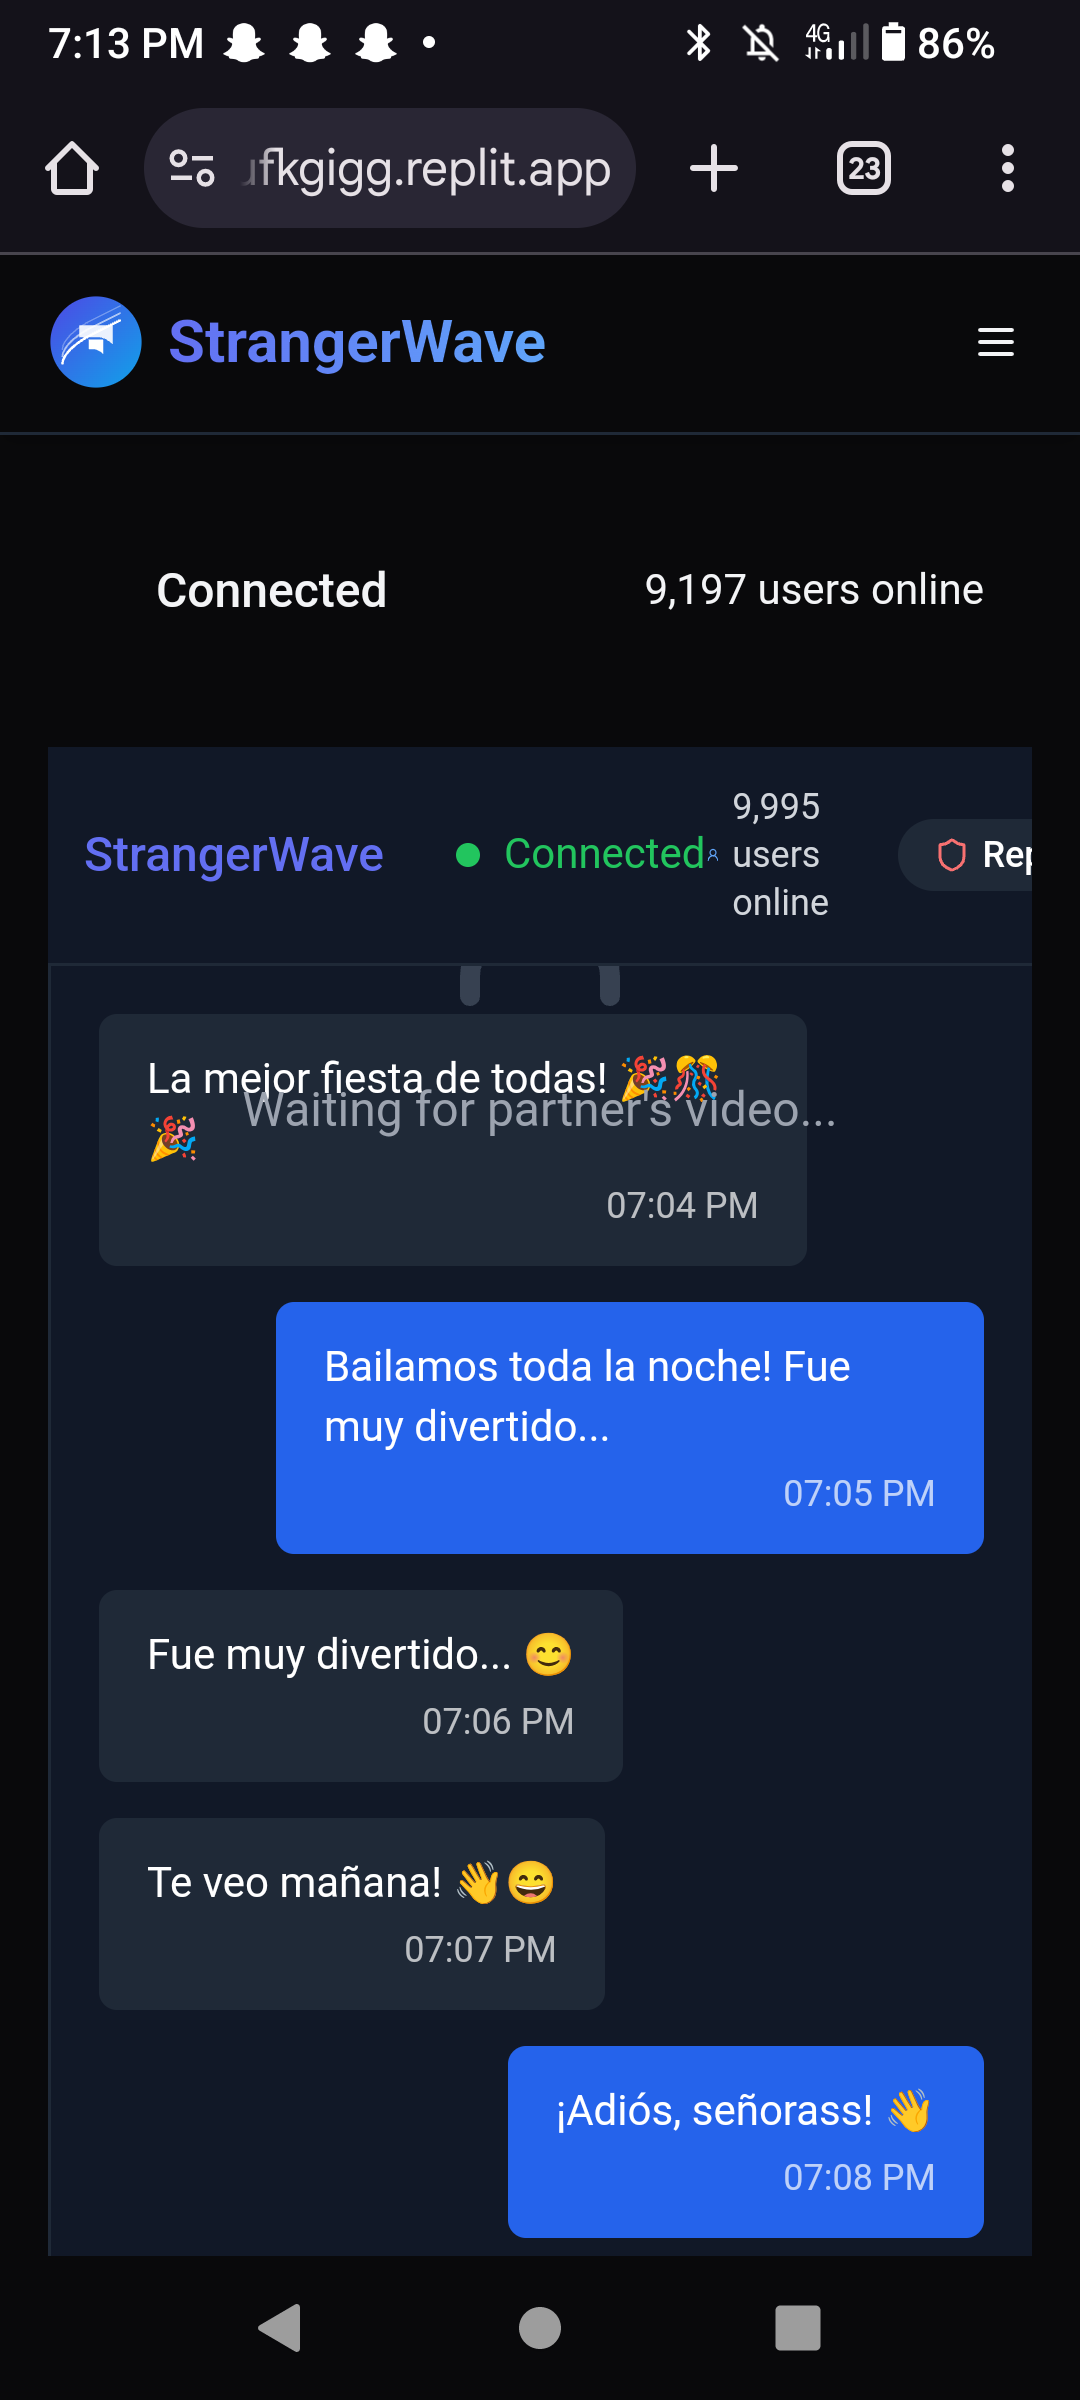 7:13 PM
4G
86%
fkgigg.replit.app
23
StrangerWave
Connected
9,197 users online
StrangerWave
Connected
9,995
users
online
Rep
La mejor fiesta de todas! 🎉🎊
🎉
Waiting for partner's video...
07:04 PM
Bailamos toda la noche! Fue
muy divertido...
07:05 PM
Fue muy divertido... 😊
07:06 PM
Te veo mañana! 👋😄
07:07 PM
¡Adiós, señorass! 👋
07:08 PM